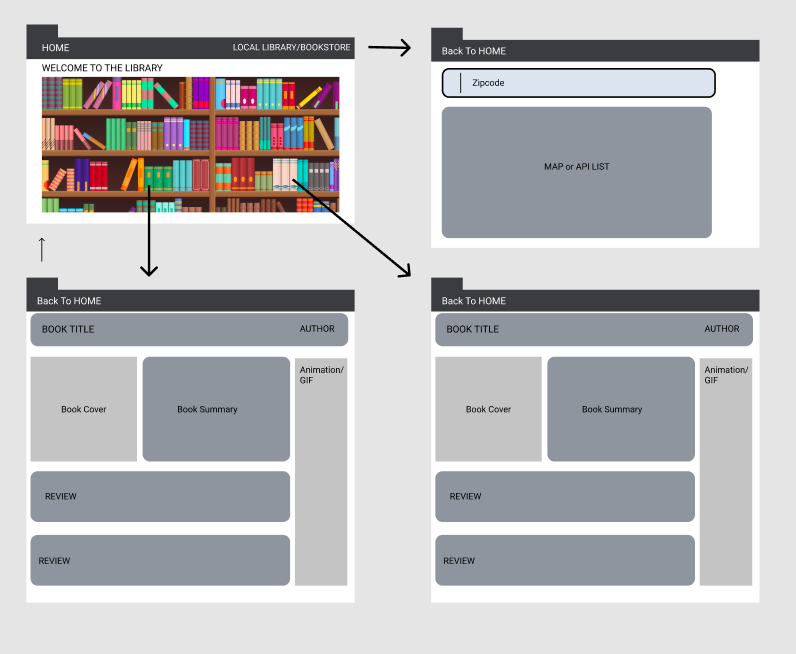 HOME
LOCAL LIBRARY/BOOKSTORE
WELCOME TO THE LIBRARY
Back To HOME
Zipcode
MAP or API LIST
Back To HOME
BOOK TITLE
AUTHOR
Book Cover
Book Summary
Animation/
GIF
REVIEW
REVIEW
Back To HOME
BOOK TITLE
AUTHOR
Book Cover
Book Summary
Animation/
GIF
REVIEW
REVIEW